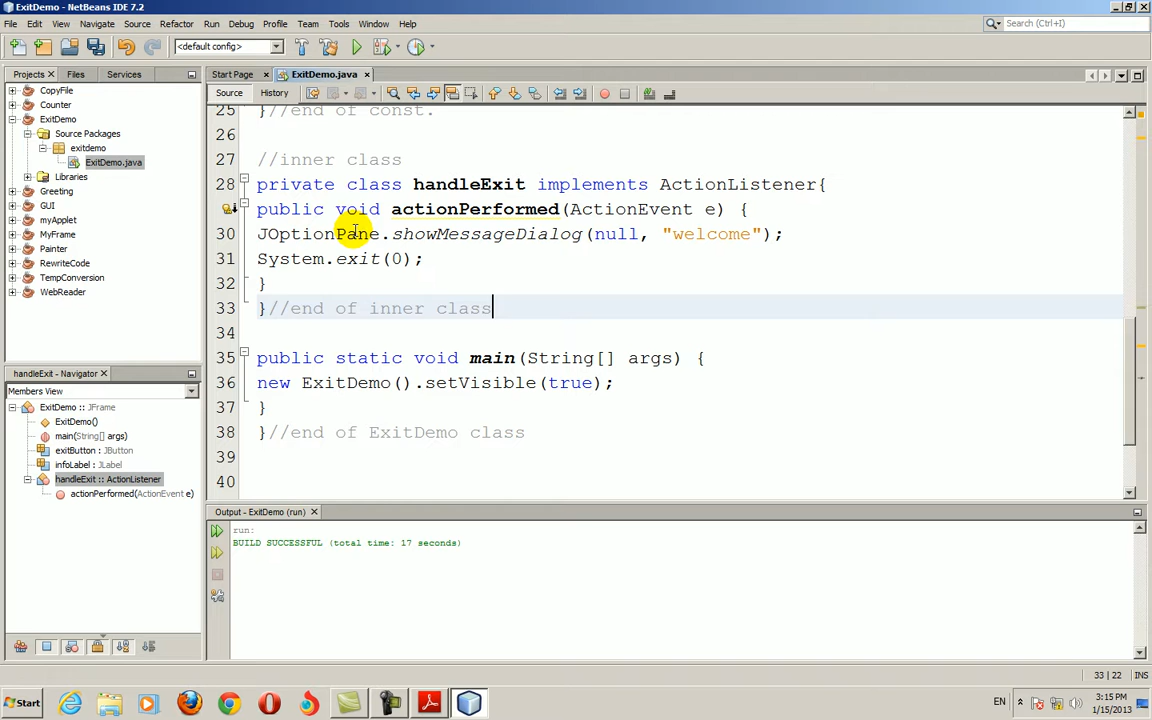 ExitDemo - NetBeans IDE 7.2
File Edit View Navigate Source Refactor Run Debug Profile Team Tools Window Help
Search (Ctrl+I)
<default config>
Projects Files Services
Start Page ExitDemo.java
Source History
CopyFile
Counter
ExitDemo
Source Packages
exitdemo
ExitDemo.java
Libraries
Greeting
GUI
myApplet
MyFrame
Painter
RewriteCode
TempConversion
WebReader
25 }//end of const.
26
27 //inner class
28 private class handleExit implements ActionListener{
public void actionPerformed(ActionEvent e) {
30 JOptionPane.showMessageDialog(null, "welcome");
31 System.exit(0);
32 }
33 }//end of inner class
34
35 public static void main(String[] args) {
36 new ExitDemo().setVisible(true);
37 }
38 }//end of ExitDemo class
39
40
handleExit - Navigator
Members View
ExitDemo :: JFrame
ExitDemo()
main(String[] args)
exitButton : JButton
infoLabel : JLabel
handleExit :: ActionListener
actionPerformed(ActionEvent e)
Output - ExitDemo (run)
run:
BUILD SUCCESSFUL (total time: 17 seconds)
33 | 22 INS
Start
EN
3:15 PM
1/15/2013